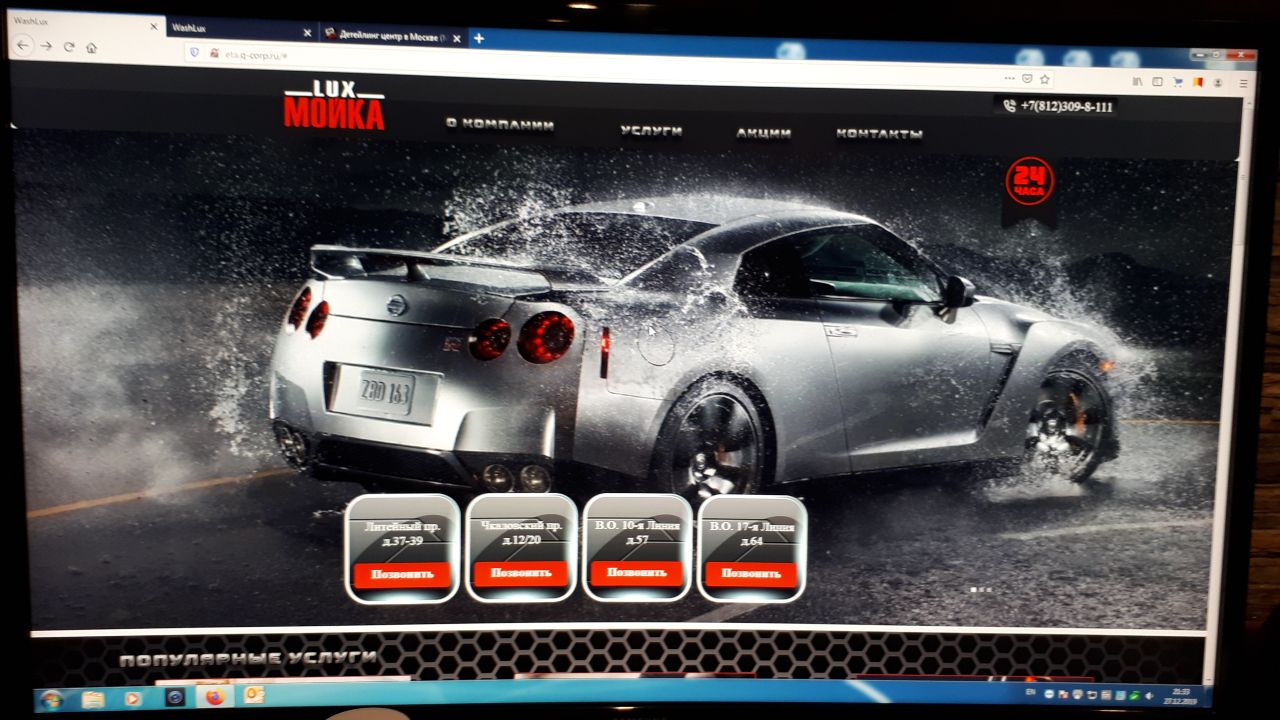 WashLux
WashLux
Детейлинг центр в Москве (М
eta.q-corp.ru/#
LUX
МОЙКА
+7(812)309-8-111
О КОМПАНИИ
УСЛУГИ
АКЦИИ
КОНТАКТЫ
24
ЧАСА
ZBD 163
Литейный пр.
д.37-39
Позвонить
Чкаловский пр.
д.12/20
Позвонить
В.О. 10-я Линия
д.57
Позвонить
В.О. 17-я Линия
д.64
Позвонить
ПОПУЛЯРНЫЕ УСЛУГИ
EN
21:33
27.12.2019